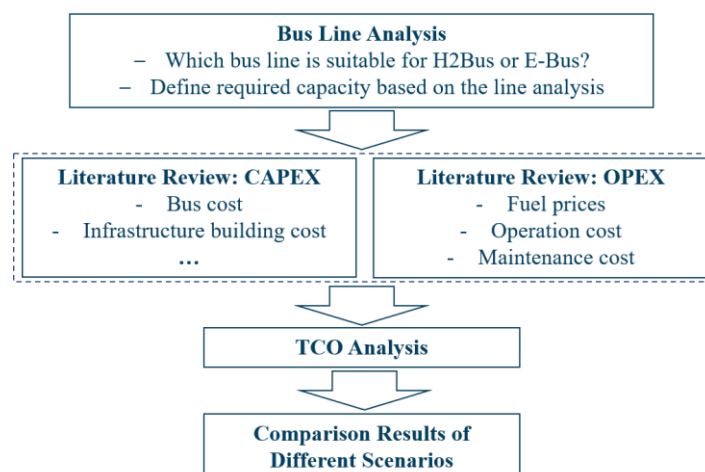 Bus Line Analysis
– Which bus line is suitable for H2Bus or E-Bus?
– Define required capacity based on the line analysis
Literature Review: CAPEX
- Bus cost
- Infrastructure building cost
...
Literature Review: OPEX
- Fuel prices
- Operation cost
- Maintenance cost
TCO Analysis
Comparison Results of
Different Scenarios